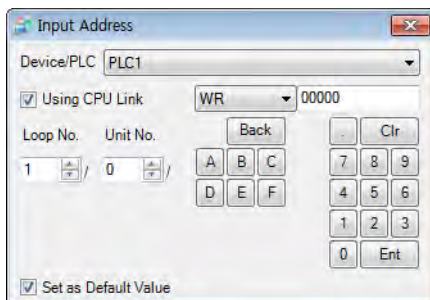 Input Address
Device/PLC PLC1
Using CPU Link WR 00000
Loop No. Unit No. Back . Clr
1 / 0 / A B C 7 8 9
D E F 4 5 6
1 2 3
0 Ent
Set as Default Value